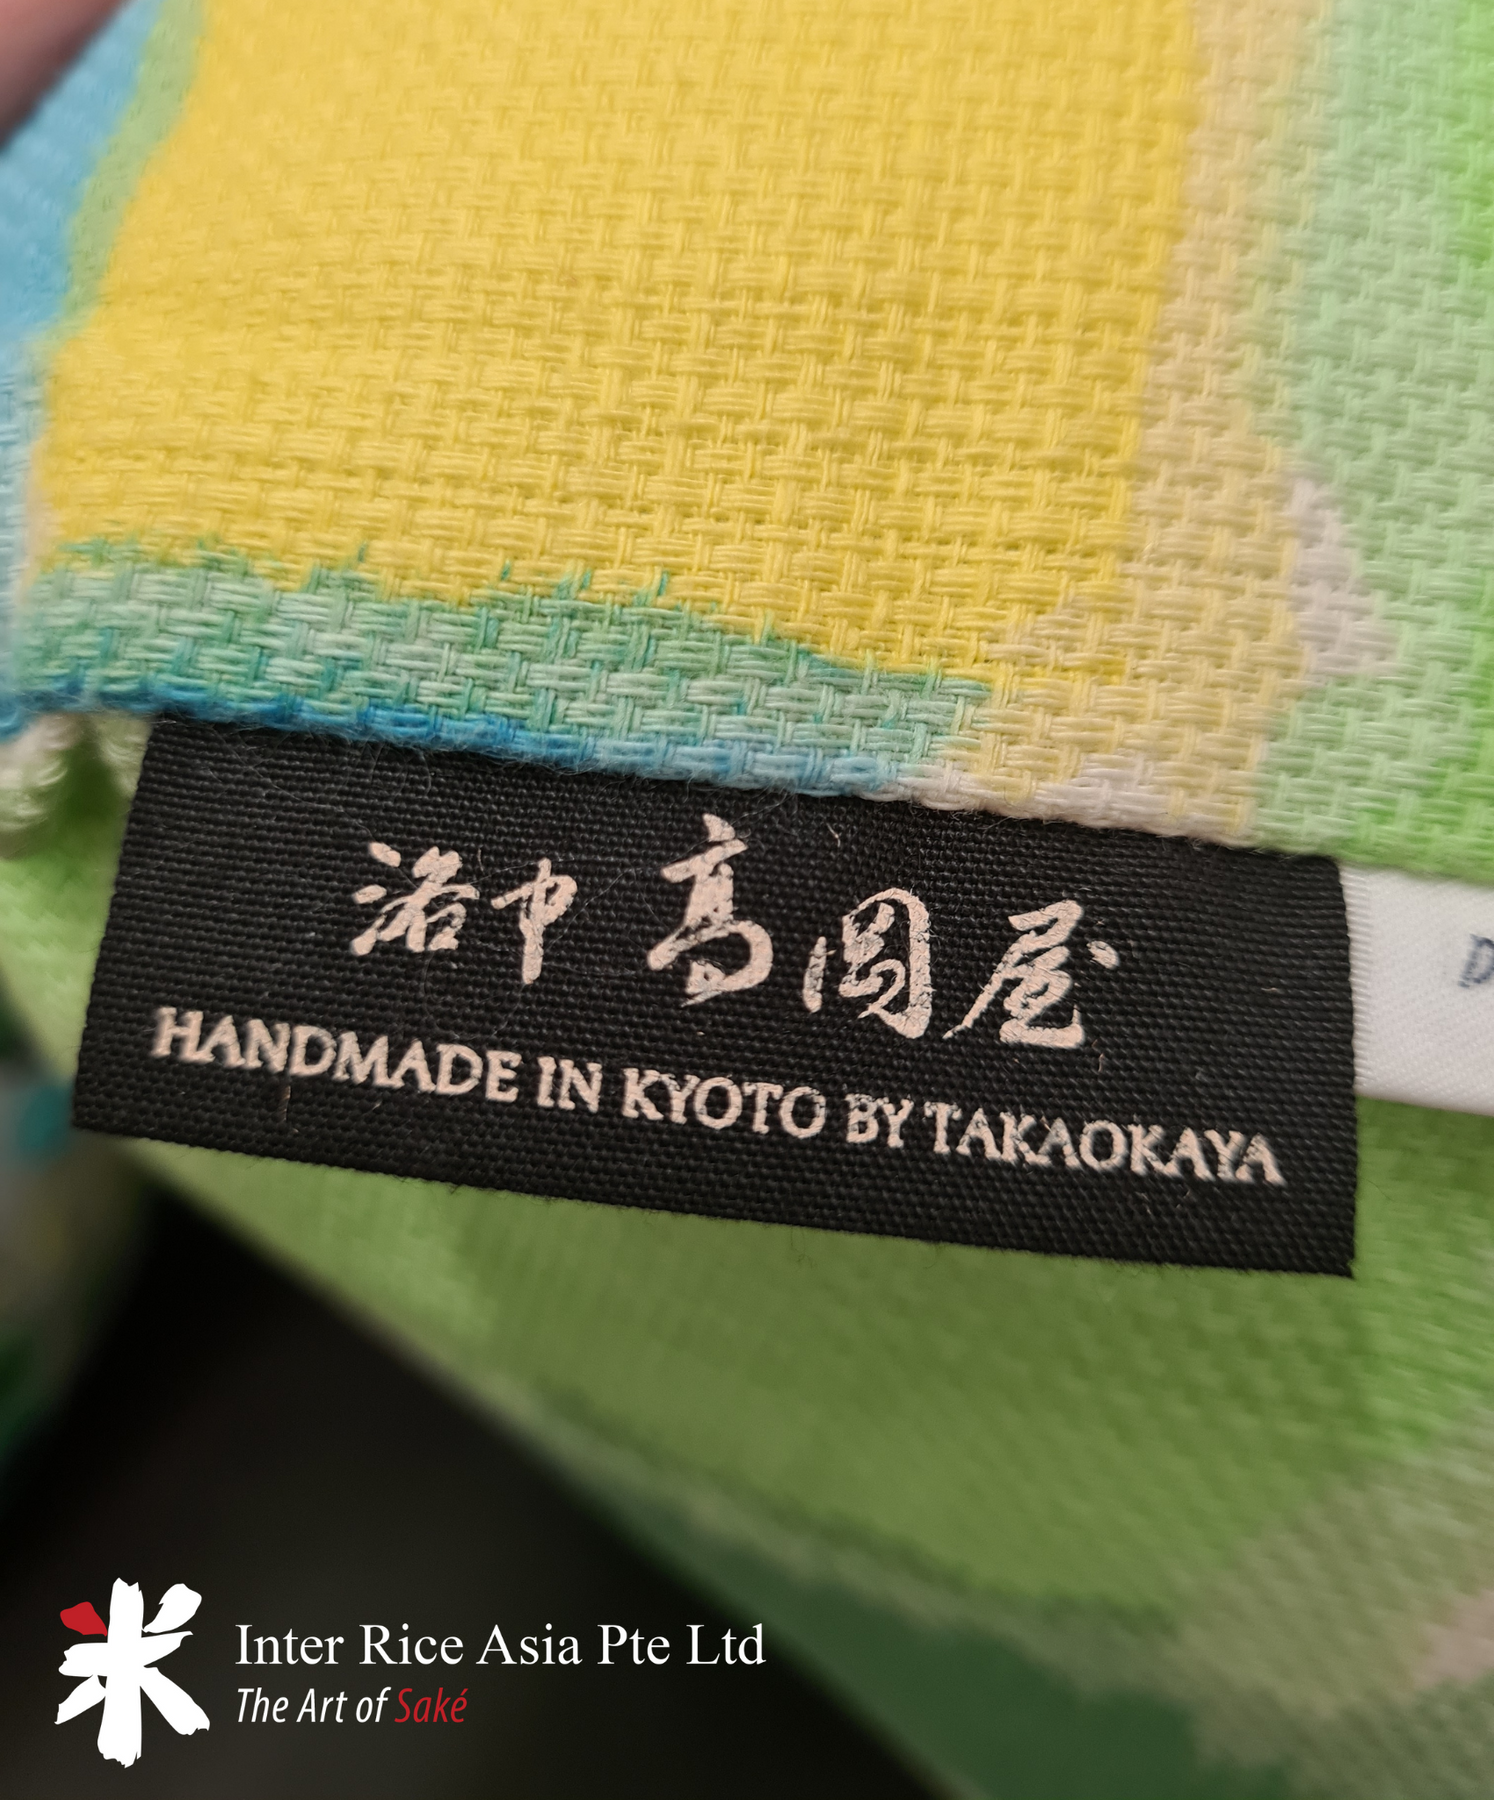 洛中 高岡屋
HANDMADE IN KYOTO BY TAKAOKAYA
D
米
Inter Rice Asia Pte Ltd
The Art of Saké